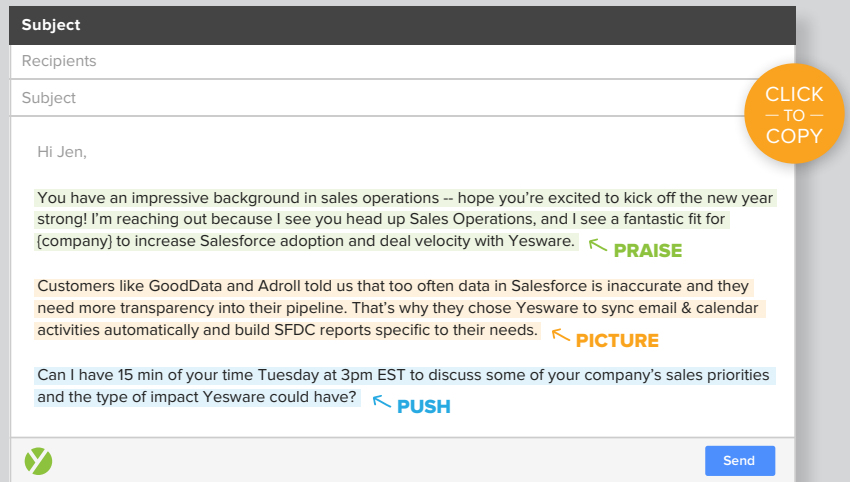 Subject
Recipients
Subject
CLICK
— TO —
COPY
Hi Jen,
You have an impressive background in sales operations -- hope you're excited to kick off the new year
strong! I'm reaching out because I see you head up Sales Operations, and I see a fantastic fit for
{company} to increase Salesforce adoption and deal velocity with Yesware.
PRAISE
Customers like GoodData and Adroll told us that too often data in Salesforce is inaccurate and they
need more transparency into their pipeline. That's why they chose Yesware to sync email & calendar
activities automatically and build SFDC reports specific to their needs.
PICTURE
Can I have 15 min of your time Tuesday at 3pm EST to discuss some of your company's sales priorities
and the type of impact Yesware could have?
PUSH
Send